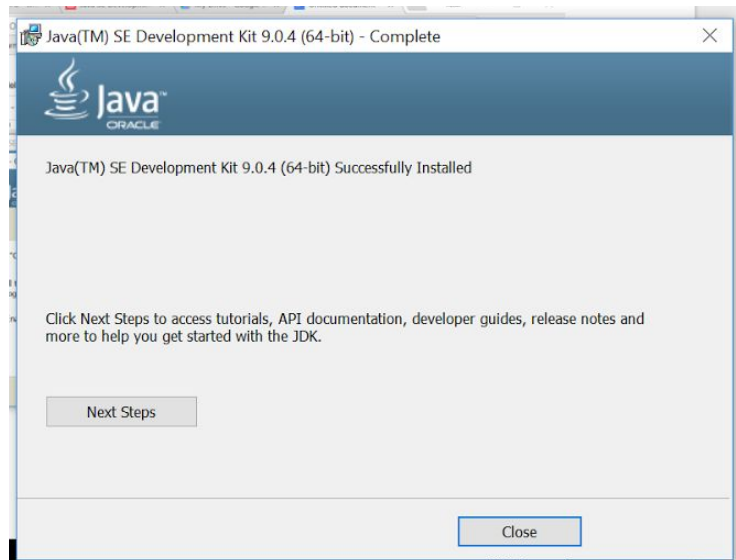 Java(TM) SE Development Kit 9.0.4 (64-bit) - Complete
Java™
ORACLE
Java(TM) SE Development Kit 9.0.4 (64-bit) Successfully Installed
Click Next Steps to access tutorials, API documentation, developer guides, release notes and
more to help you get started with the JDK.
Next Steps
Close